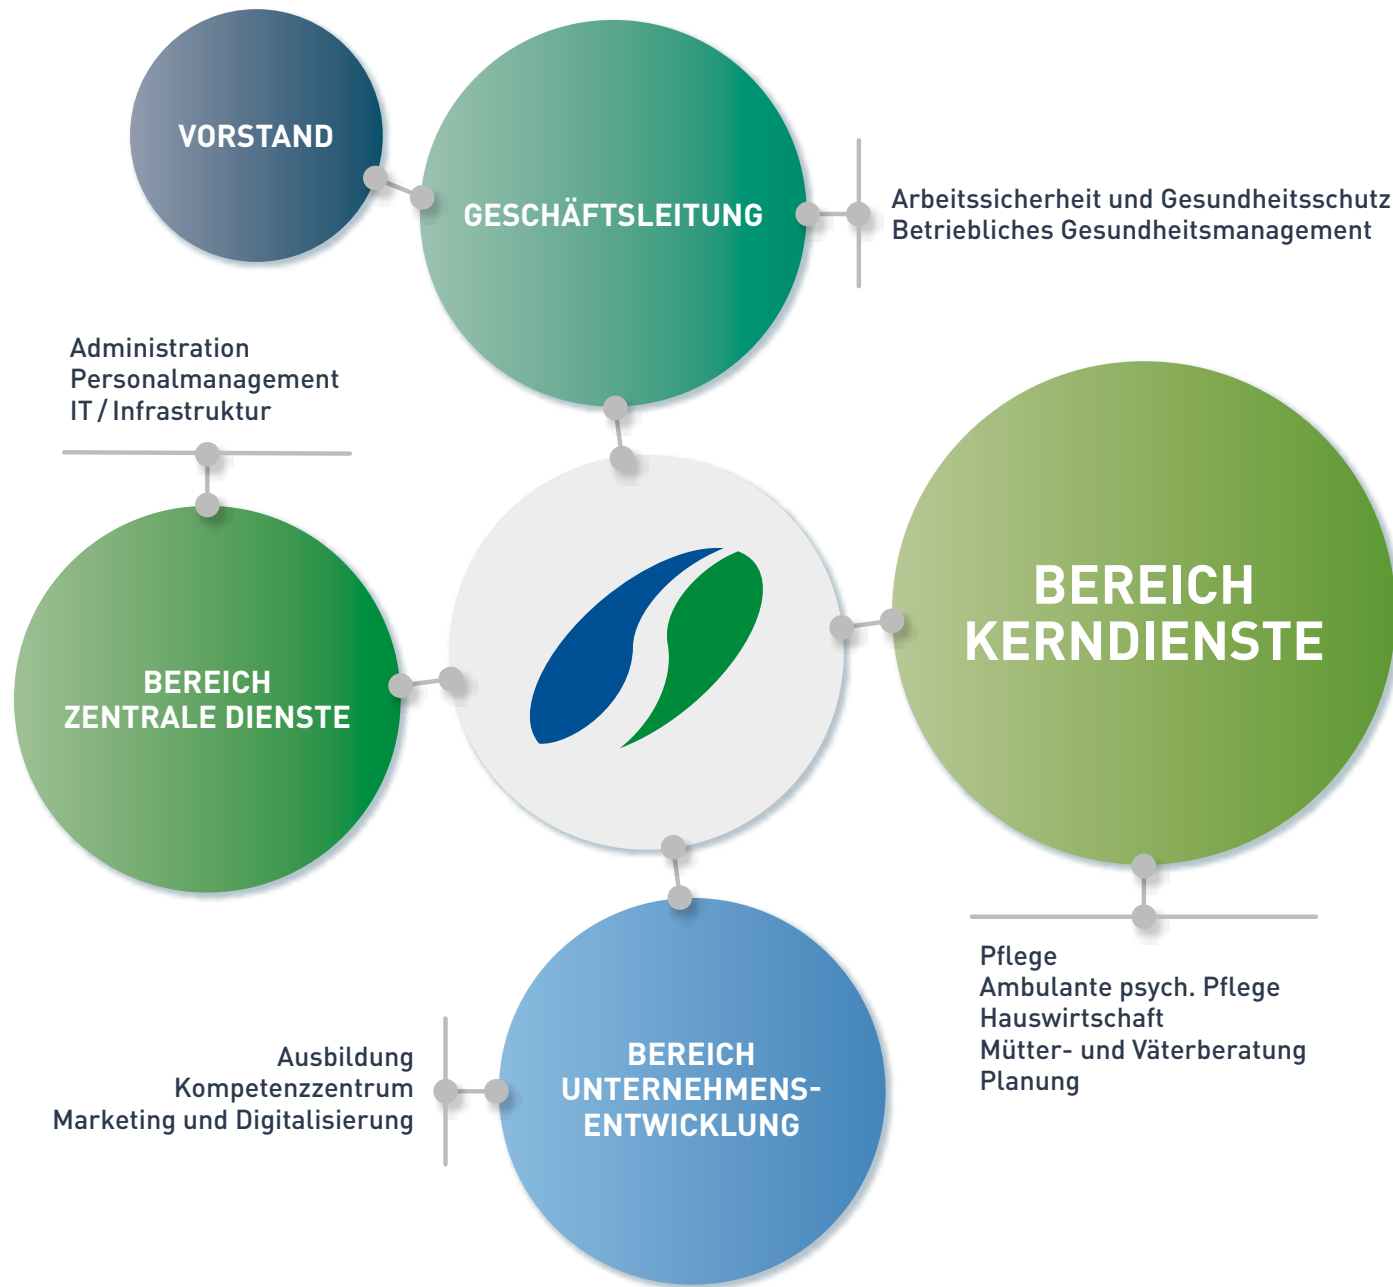 VORSTAND
GESCHÄFTSLEITUNG
Arbeitssicherheit und Gesundheitsschutz
Betriebliches Gesundheitsmanagement
Administration
Personalmanagement
IT / Infrastruktur
BEREICH
ZENTRALE DIENSTE
BEREICH
KERNDIENSTE
Pflege
Ambulante psych. Pflege
Hauswirtschaft
Mütter- und Väterberatung
Planung
Ausbildung
Kompetenzzentrum
Marketing und Digitalisierung
BEREICH
UNTERNEHMENS-
ENTWICKLUNG